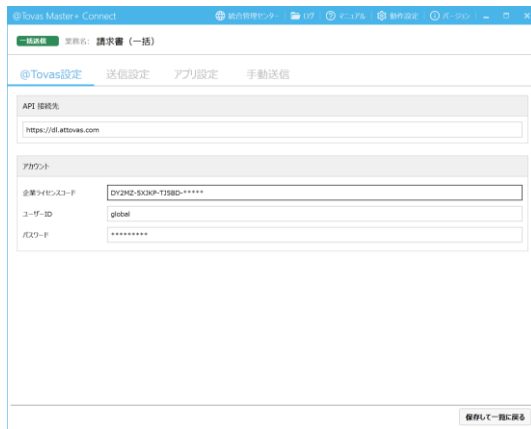 @Tovas Master+ Connect 統合管理センター ログ マニュアル 動作設定 バージョン
一括送信 業務名: 請求書（一括）
@Tovas設定 送信設定 アプリ設定 手動送信
API 接続先
https://dl.attovas.com
アカウント
企業ライセンスコード DY2MZ-SXJKP-TJSBD-*****
ユーザーID global
パスワード *********
保存して一覧に戻る